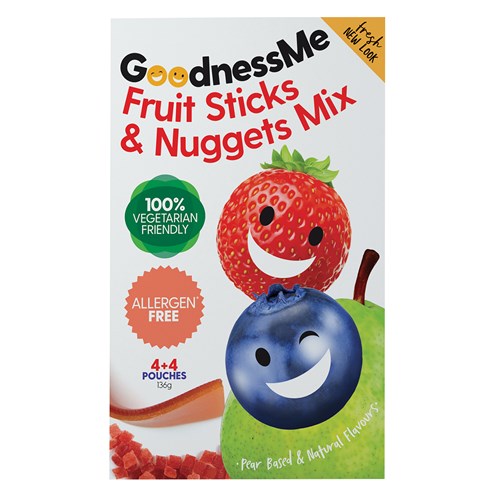 fresh
NEW LOOK
GoodnessMe
Fruit Sticks
& Nuggets Mix
100%
VEGETARIAN
FRIENDLY
ALLERGEN*
FREE
4+4
POUCHES
136g
*Pear Based & Natural Flavours*